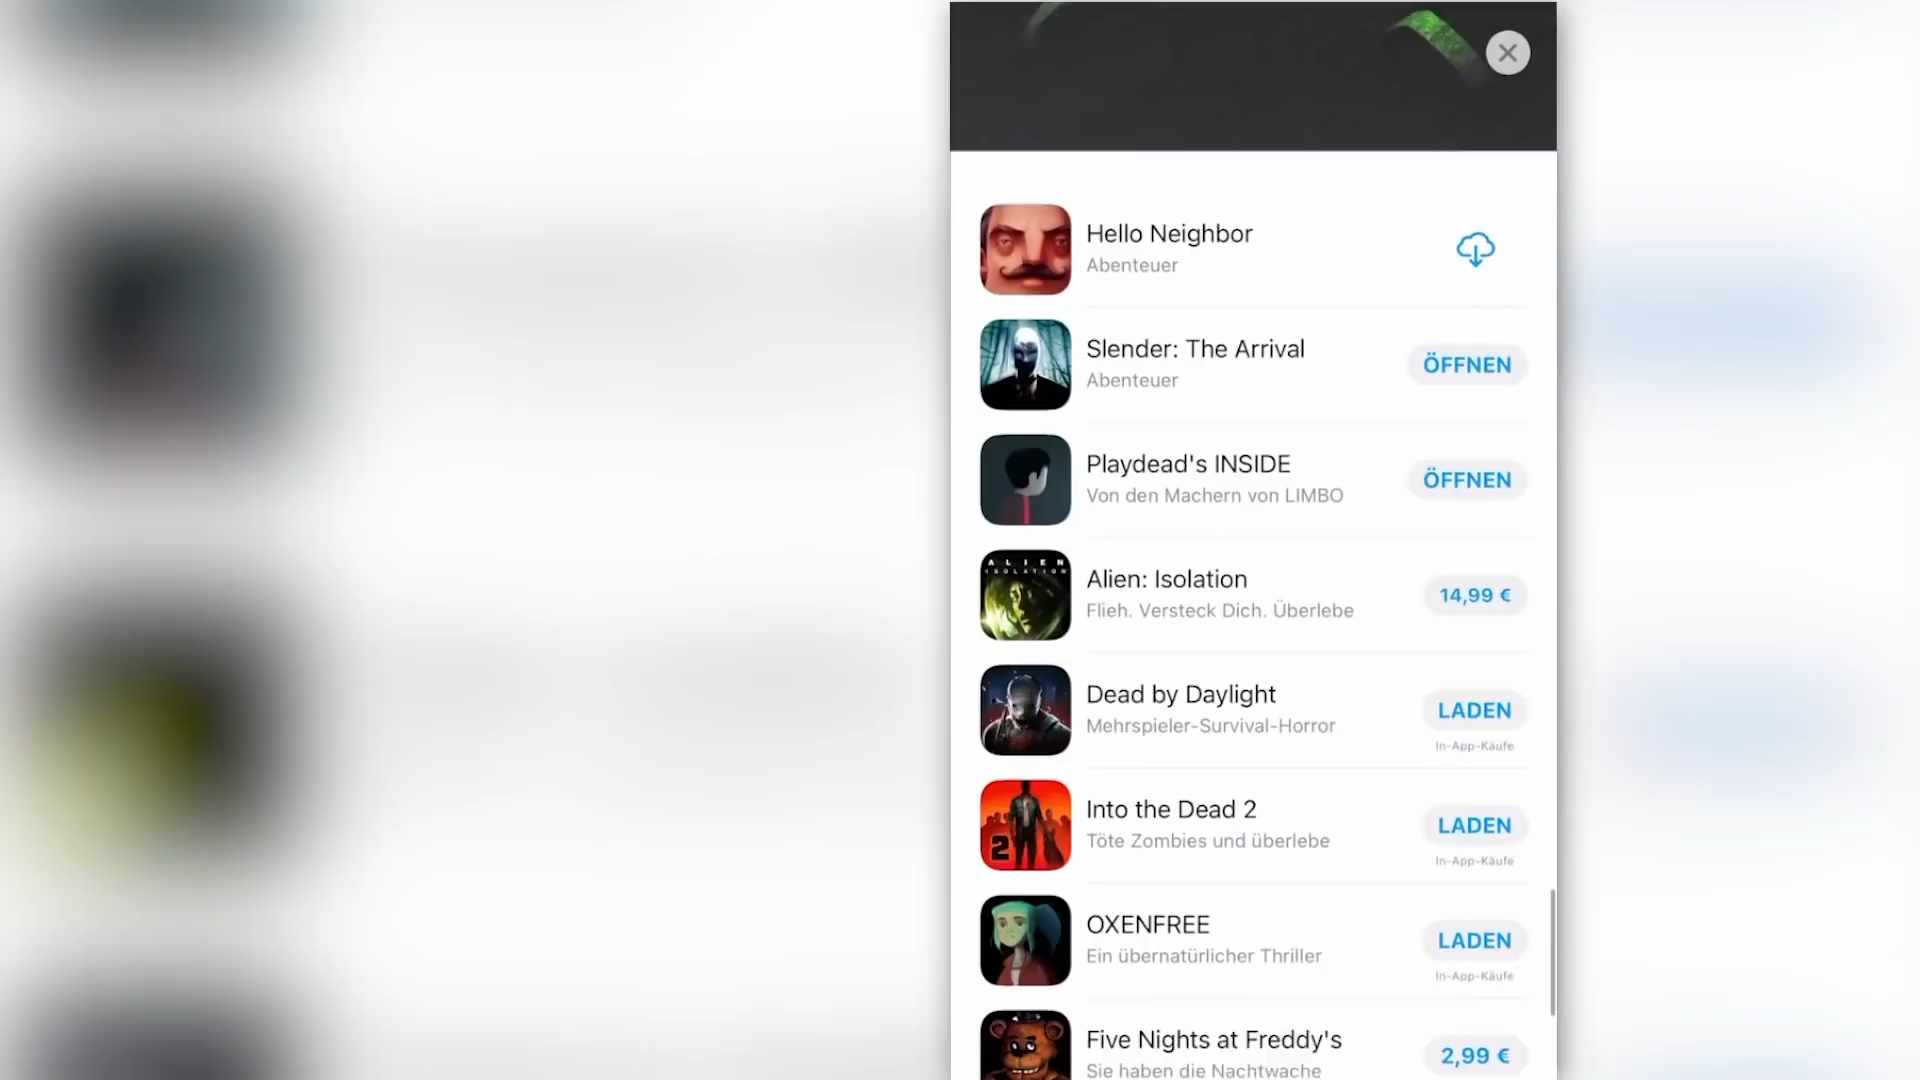 Hello Neighbor
Abenteuer
Slender: The Arrival
Abenteuer
ÖFFNEN
Playdead's INSIDE
Von den Machern von LIMBO
ÖFFNEN
ALIEN
ISOLATION
Alien: Isolation
Flieh. Versteck Dich. Überlebe
14,99 €
Dead by Daylight
Mehrspieler-Survival-Horror
LADEN
In-App-Käufe
2
Into the Dead 2
Töte Zombies und überlebe
LADEN
In-App-Käufe
OXENFREE
Ein übernatürlicher Thriller
LADEN
In-App-Käufe
Five Nights at Freddy's
Sie haben die Nachtwache
2,99 €